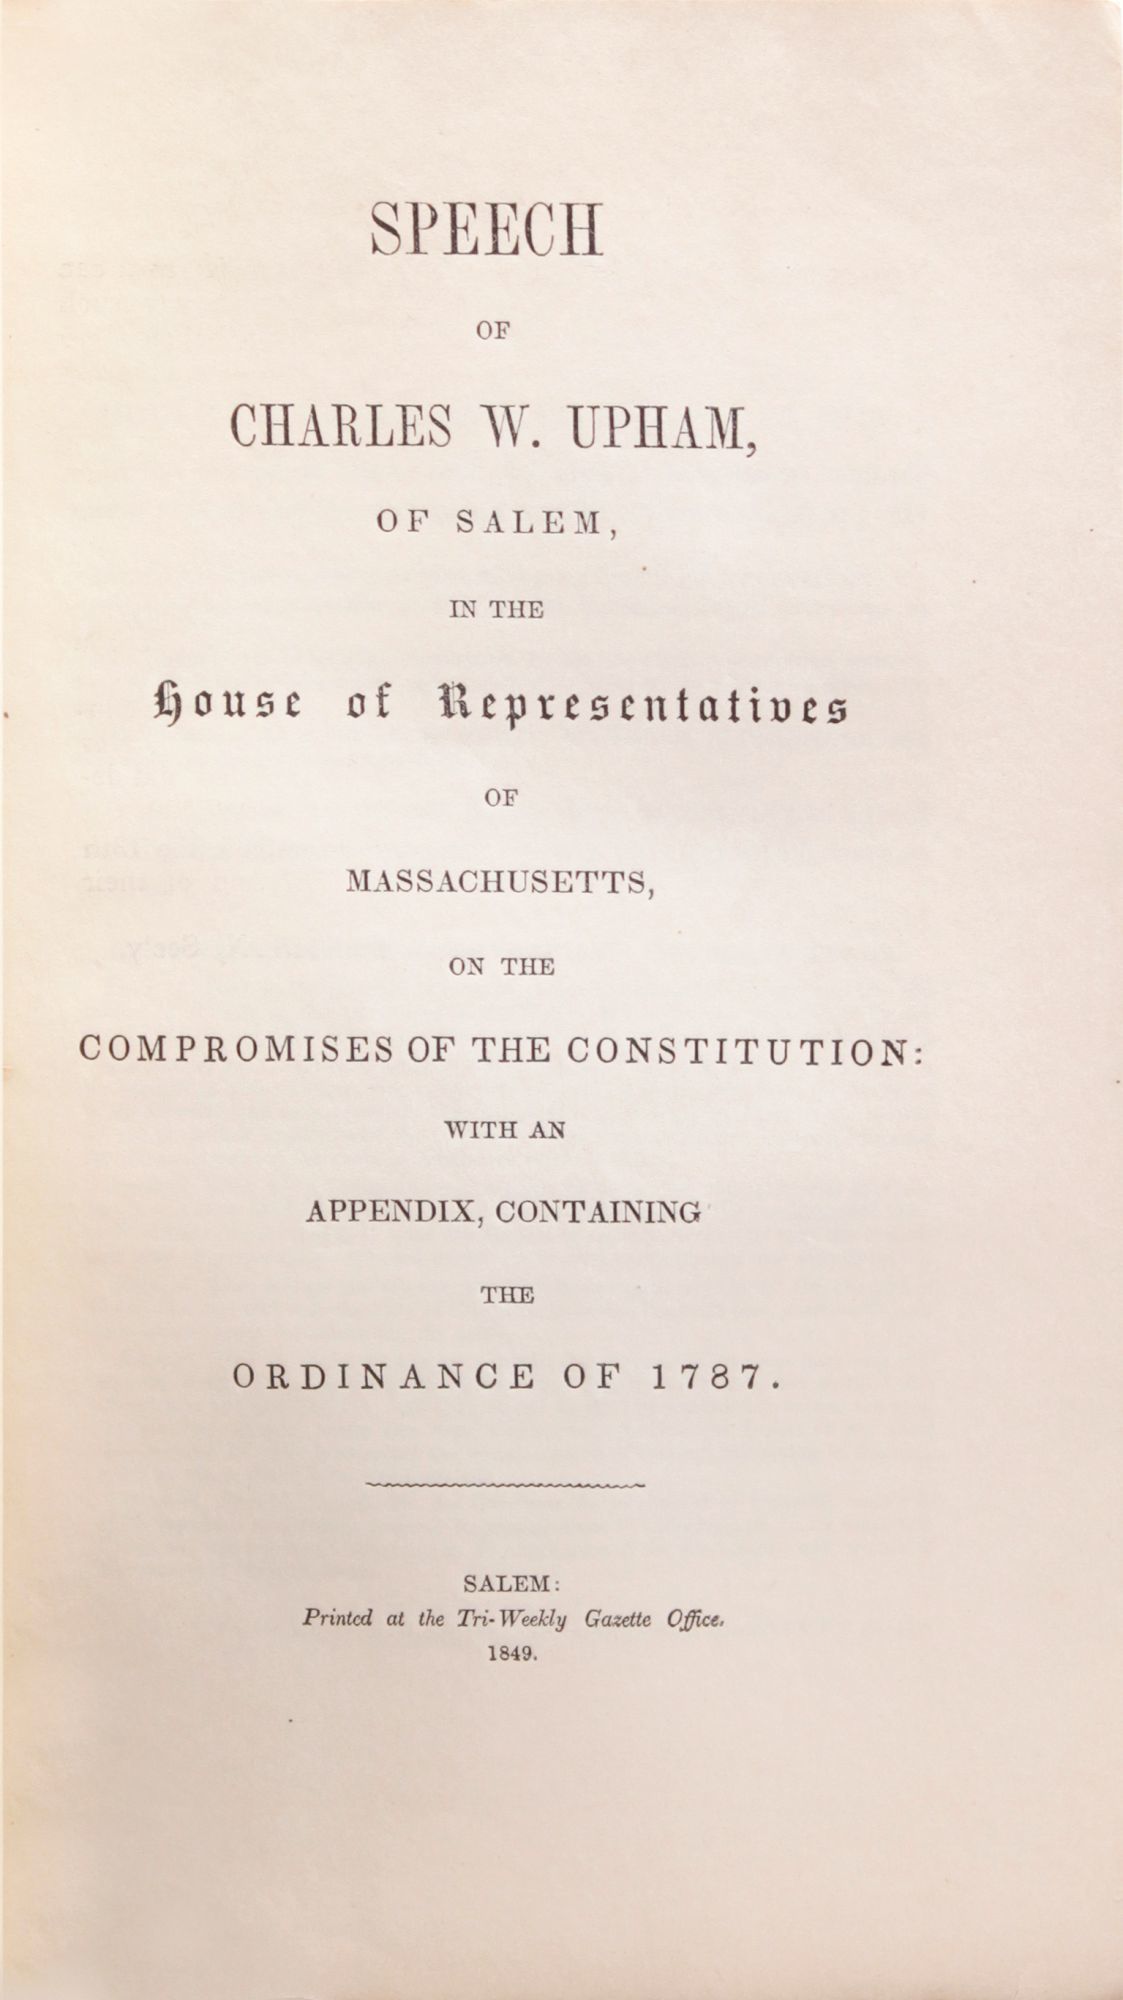 SPEECH
OF
CHARLES W. UPHAM,
OF SALEM,
IN THE
House of Representatives
OF
MASSACHUSETTS,
ON THE
COMPROMISES OF THE CONSTITUTION:
WITH AN
APPENDIX, CONTAINING
THE
ORDINANCE OF 1787.
SALEM:
Printed at the Tri-Weekly Gazette Office.
1849.